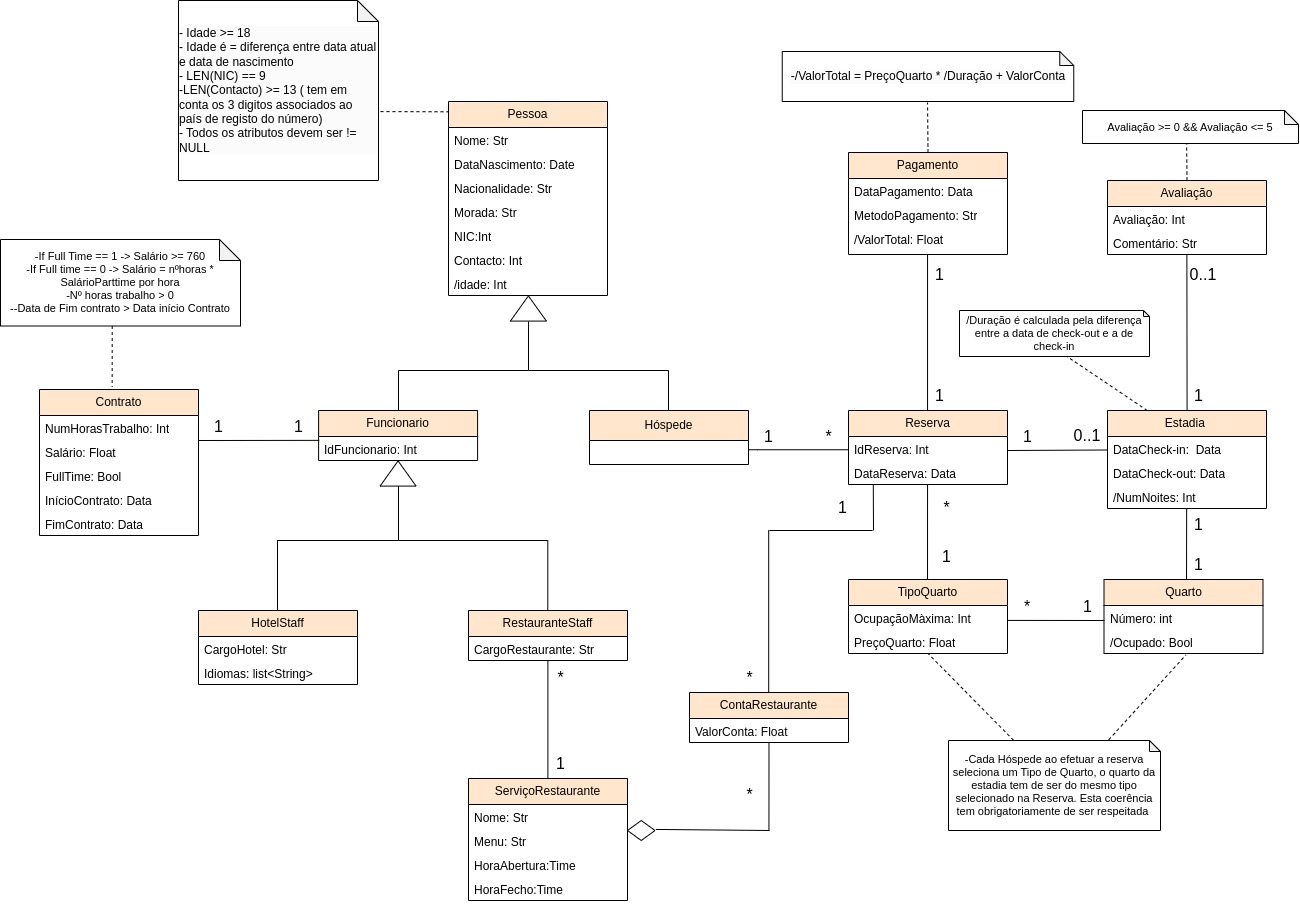 - Idade >= 18
- Idade é = diferença entre data atual
e data de nascimento
- LEN(NIC) == 9
-LEN(Contacto) >= 13 ( tem em
conta os 3 digitos associados ao
país de registo do número)
- Todos os atributos devem ser !=
NULL
-/ValorTotal = PreçoQuarto * /Duração + ValorConta
Avaliação >= 0 && Avaliação <= 5
Pessoa
Nome: Str
DataNascimento: Date
Nacionalidade: Str
Morada: Str
NIC:Int
Contacto: Int
/idade: Int
Pagamento
DataPagamento: Data
MetodoPagamento: Str
/ValorTotal: Float
Avaliação
Avaliação: Int
Comentário: Str
-If Full Time == 1 -> Salário >= 760
-If Full time == 0 -> Salário = nºhoras *
SalárioParttime por hora
-Nº horas trabalho > 0
--Data de Fim contrato > Data início Contrato
1
0..1
/Duração é calculada pela diferença
entre a data de check-out e a de
check-in
1
1
Contrato
NumHorasTrabalho: Int
Salário: Float
FullTime: Bool
InícioContrato: Data
FimContrato: Data
1
1
Funcionario
IdFuncionario: Int
Hóspede
1
*
Reserva
IdReserva: Int
DataReserva: Data
1
0..1
Estadia
DataCheck-in:  Data
DataCheck-out: Data
/NumNoites: Int
1
*
1
1
1
TipoQuarto
OcupaçãoMàxima: Int
PreçoQuarto: Float
*
1
Quarto
Número: int
/Ocupado: Bool
HotelStaff
CargoHotel: Str
Idiomas: list<String>
RestauranteStaff
CargoRestaurante: Str
*
1
*
ContaRestaurante
ValorConta: Float
*
ServiçoRestaurante
Nome: Str
Menu: Str
HoraAbertura:Time
HoraFecho:Time
-Cada Hóspede ao efetuar a reserva
seleciona um Tipo de Quarto, o quarto da
estadia tem de ser do mesmo tipo
selecionado na Reserva. Esta coerência
tem obrigatoriamente de ser respeitada